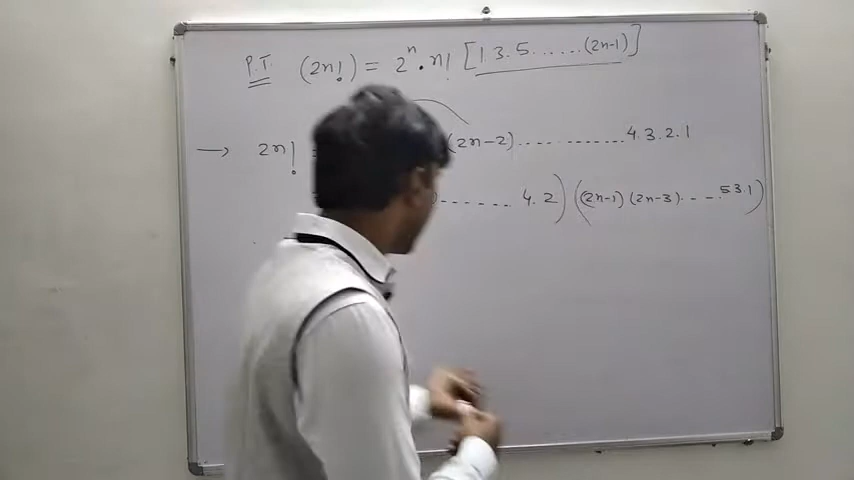 P.T. (2n!) = 2ⁿ . n! [1.3.5......(2n-1)]
→ 2n! = (2n-2)............4.3.2.1
)....... 4.2) ((2n-1)(2n-3).....5 3.1)